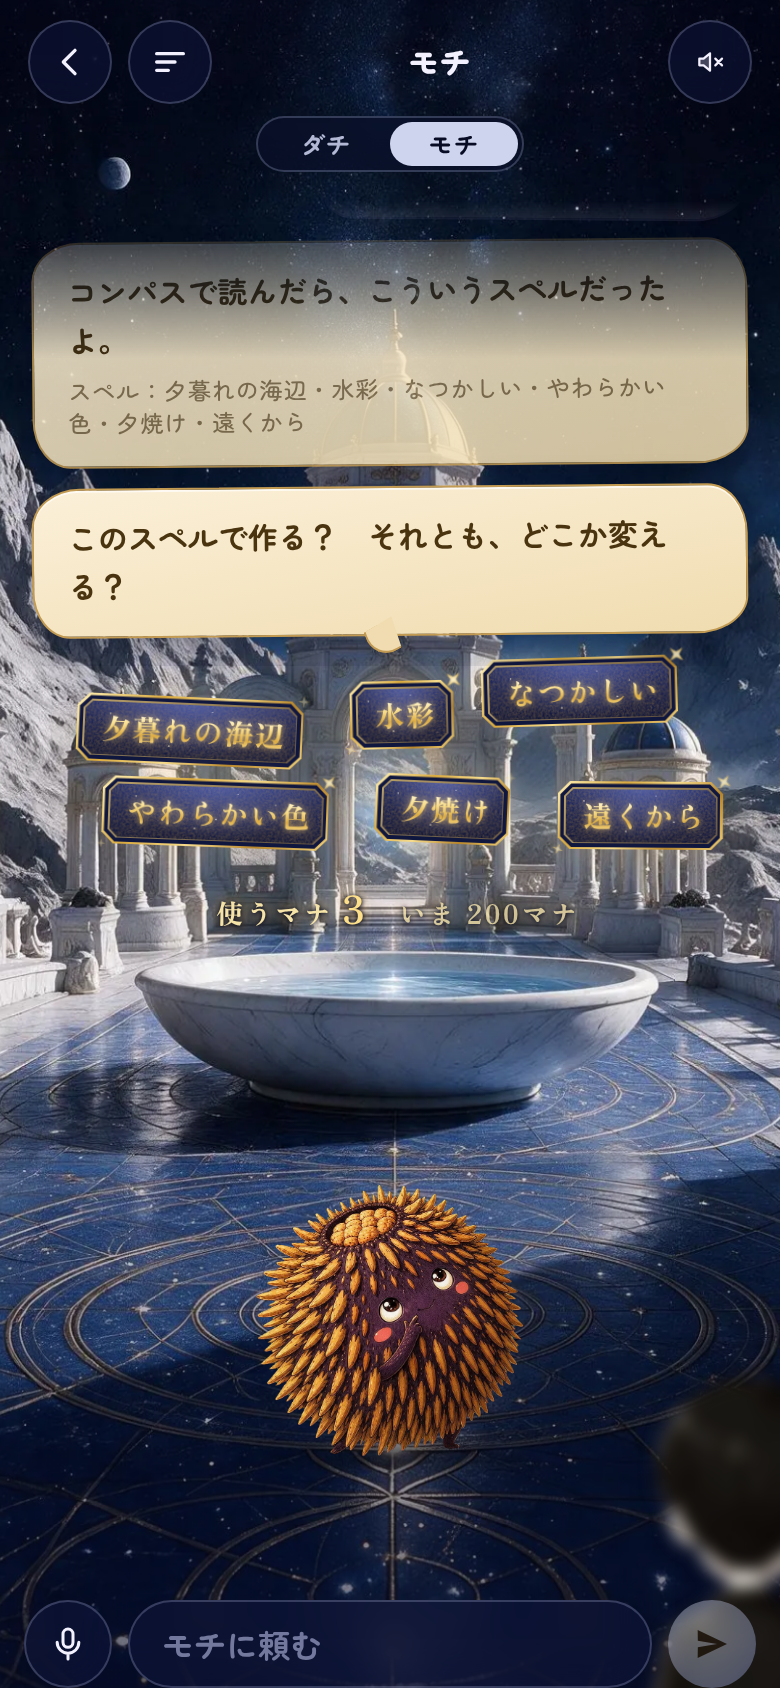 モチ
ダチ モチ
コンパスで読んだら、こういうスペルだった
よ。
スペル：夕暮れの海辺・水彩・なつかしい・やわらかい
色・夕焼け・遠くから
このスペルで作る？　それとも、どこか変え
る？
夕暮れの海辺 水彩 なつかしい
やわらかい色 夕焼け 遠くから
使うマナ 3 いま 200マナ
モチに頼む